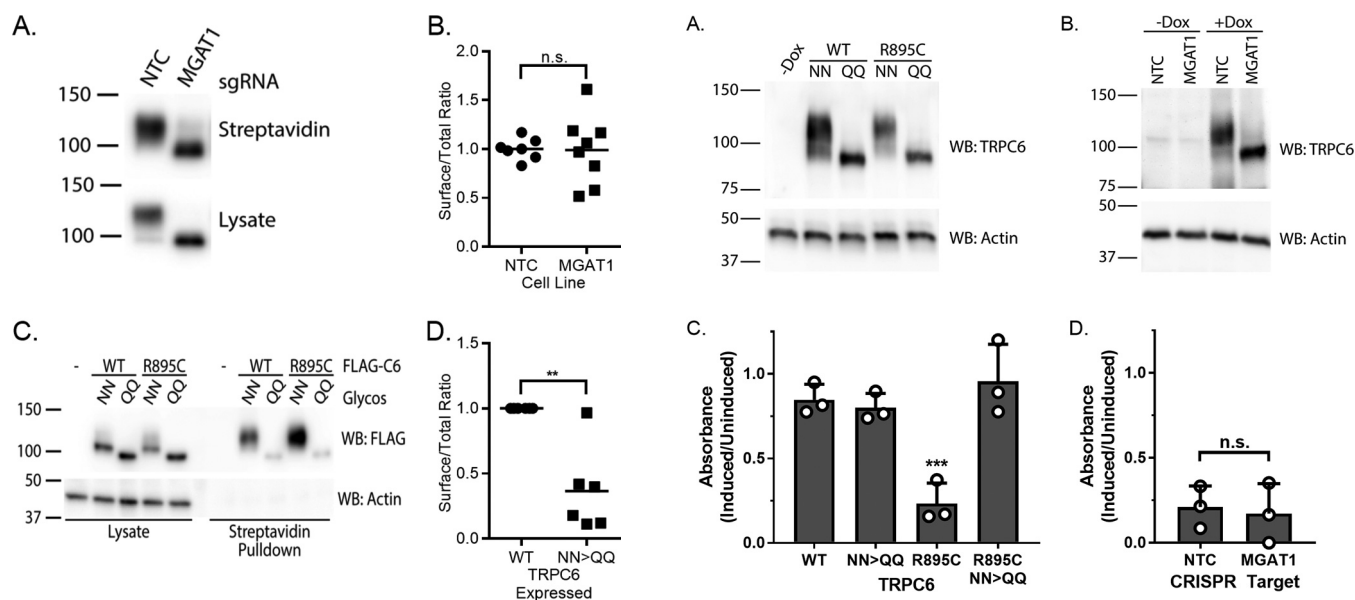 A.
NTC
MGAT1
sgRNA
150
100
Streptavidin
150
100
Lysate
B.
Surface/Total Ratio
2.0
1.5
1.0
0.5
0.0
n.s.
NTC MGAT1
Cell Line
C.
- WT R895C - WT R895C FLAG-C6
NN QQ NN QQ NN QQ NN QQ Glycos
150
100
WB: FLAG
50
37
WB: Actin
Lysate Streptavidin
Pulldown
D.
Surface/Total Ratio
1.5
1.0
0.5
0.0
**
WT NN>QQ
TRPC6
Expressed
A.
-Dox WT R895C
NN QQ NN QQ
150
100
75
WB: TRPC6
50
37
WB: Actin
B.
-Dox +Dox
NTC MGAT1 NTC MGAT1
150
100
75
WB: TRPC6
50
37
WB: Actin
C.
Absorbance
(Induced/Uninduced)
1.0
0.5
0.0
***
WT NN>QQ R895C R895C
NN>QQ
TRPC6
D.
Absorbance
(Induced/Uninduced)
1.0
0.5
0.0
n.s.
NTC MGAT1
CRISPR Target